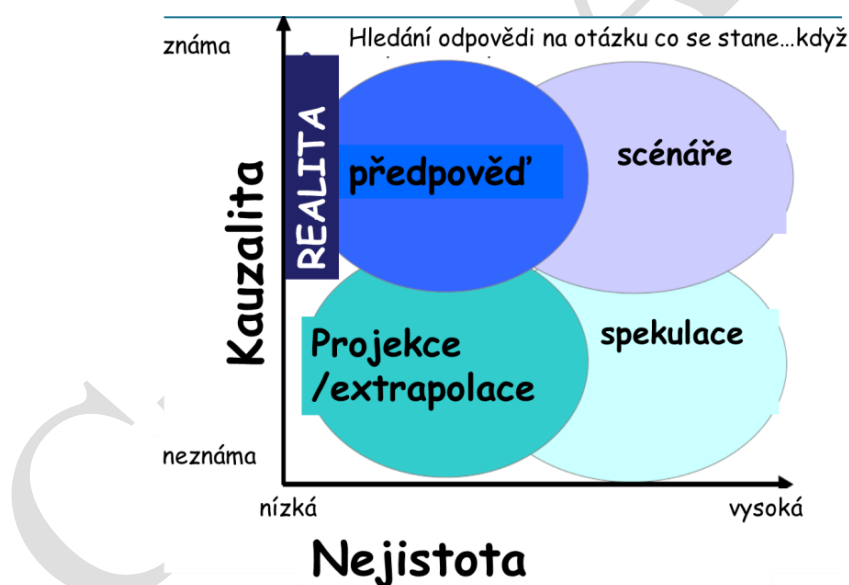 známa
Hledání odpovědi na otázku co se stane...když
REALITA
předpověď
scénáře
Kauzalita
Projekce
/extrapolace
spekulace
neznáma
nízká
vysoká
Nejistota